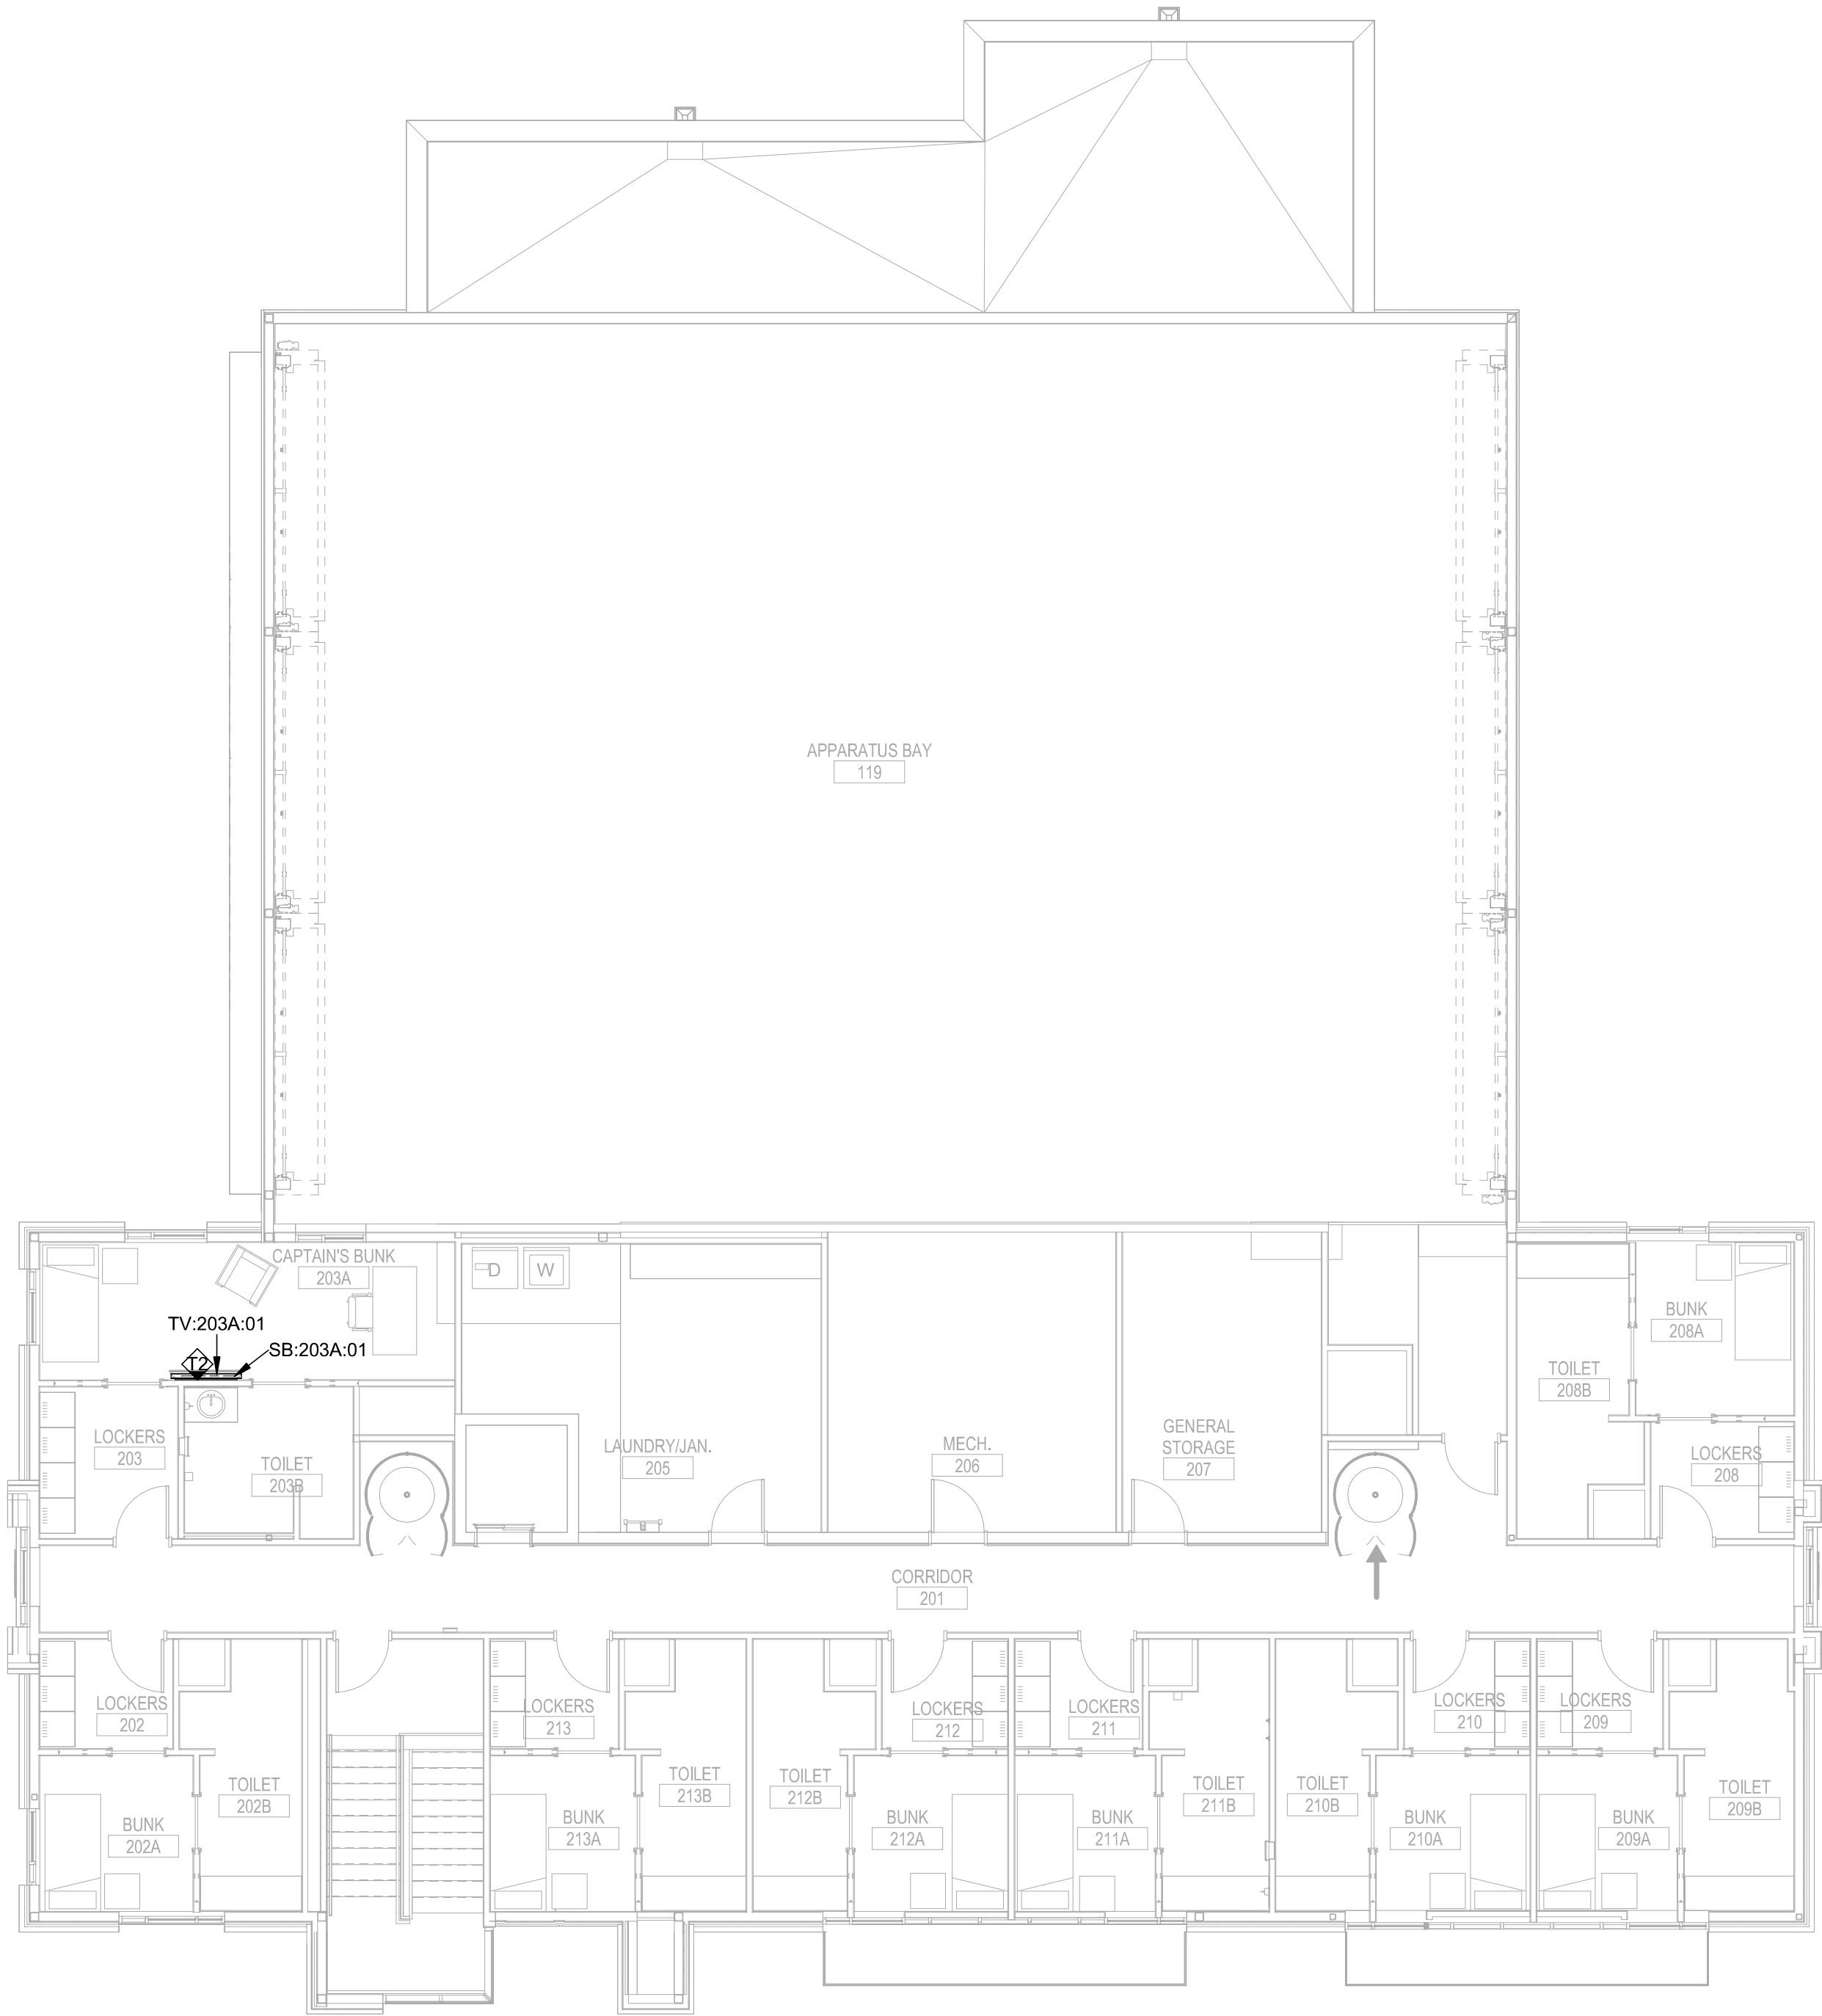 APPARATUS BAY
119
CAPTAIN'S BUNK
203A
D
W
TV:203A:01
SB:203A:01
T2
BUNK
208A
TOILET
208B
LOCKERS
203
TOILET
203B
LAUNDRY/JAN.
205
MECH.
206
GENERAL
STORAGE
207
LOCKERS
208
CORRIDOR
201
LOCKERS
202
LOCKERS
213
LOCKERS
212
LOCKERS
211
LOCKERS
210
LOCKERS
209
TOILET
202B
TOILET
213B
TOILET
212B
TOILET
211B
TOILET
210B
TOILET
209B
BUNK
202A
BUNK
213A
BUNK
212A
BUNK
211A
BUNK
210A
BUNK
209A